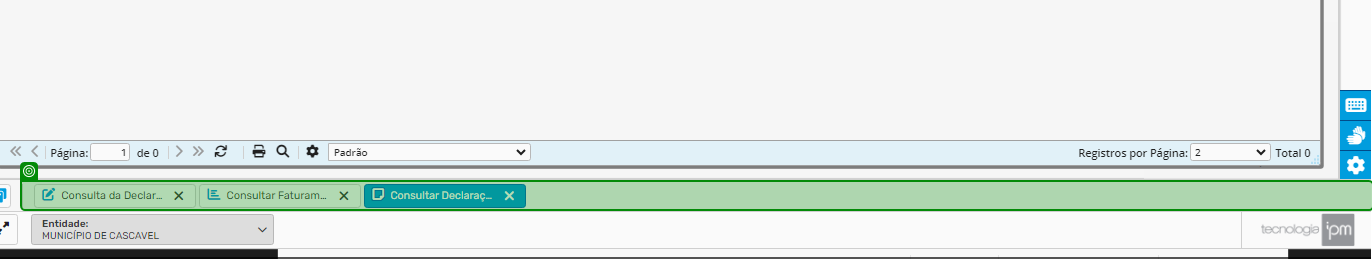 Página: 1 de 0 Padrão Registros por Página: 2 Total 0
Consulta da Declar... Consultar Faturam... Consultar Declaraç...
Entidade:
MUNICÍPIO DE CASCAVEL
tecnologia ipm